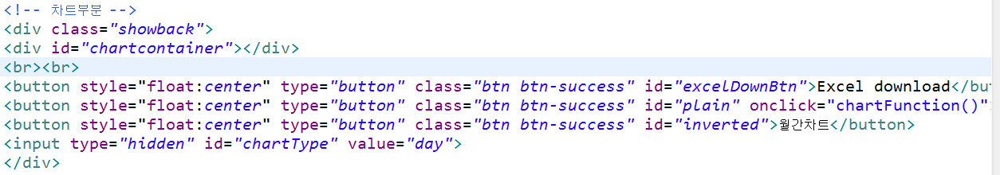 <!-- 차트부분 -->
<div class="showback">
<div id="chartcontainer"></div>
<br><br>
<button style="float:center" type="button" class="btn btn-success" id="excelDownBtn">Excel download</but
<button style="float:center" type="button" class="btn btn-success" id="plain" onclick="chartFunction()">
<button style="float:center" type="button" class="btn btn-success" id="inverted">월간차트</button>
<input type="hidden" id="chartType" value="day">
</div>